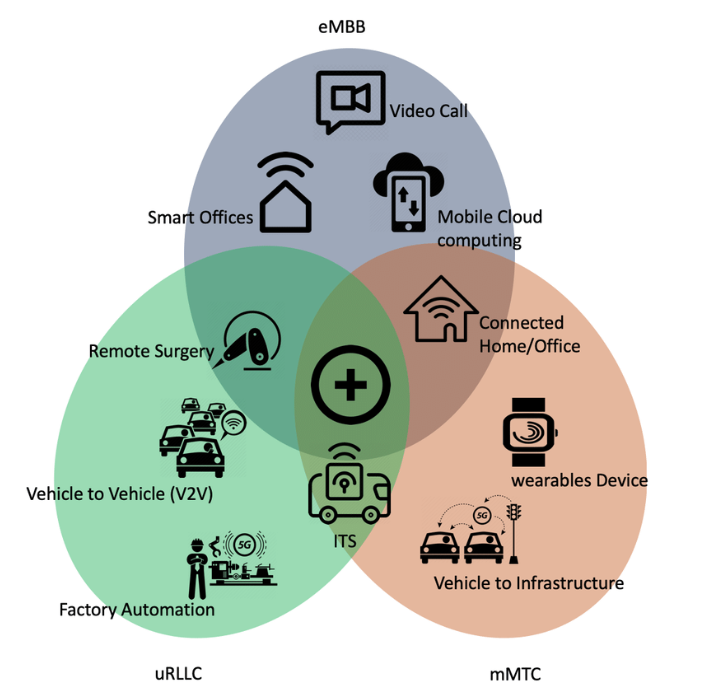 eMBB
Video Call
Smart Offices
Mobile Cloud
computing
Connected
Home/Office
Remote Surgery
wearables Device
Vehicle to Vehicle (V2V)
5G
ITS
5G
Vehicle to Infrastructure
Factory Automation
uRLLC
mMTC